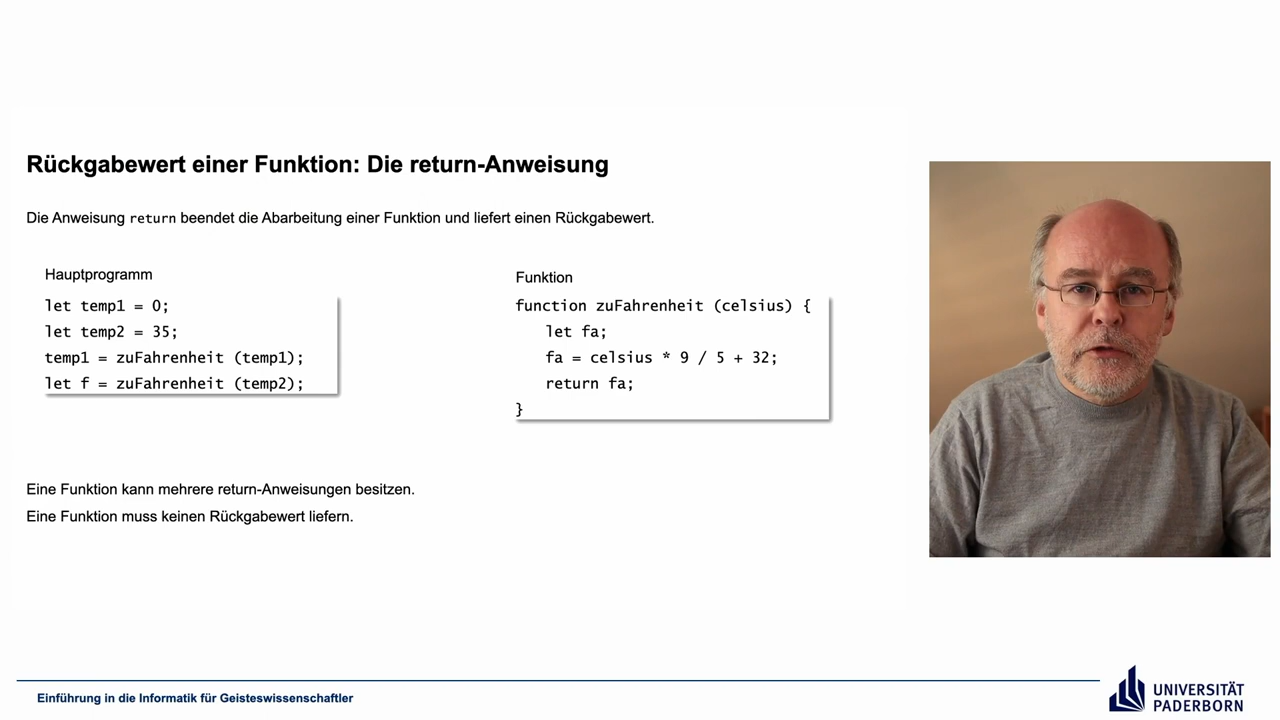 Rückgabewert einer Funktion: Die return-Anweisung
Die Anweisung return beendet die Abarbeitung einer Funktion und liefert einen Rückgabewert.
Hauptprogramm
let temp1 = 0;
let temp2 = 35;
temp1 = zuFahrenheit (temp1);
let f = zuFahrenheit (temp2);
Funktion
function zuFahrenheit (celsius) {
let fa;
fa = celsius * 9 / 5 + 32;
return fa;
}
Eine Funktion kann mehrere return-Anweisungen besitzen.
Eine Funktion muss keinen Rückgabewert liefern.
Einführung in die Informatik für Geisteswissenschaftler
UNIVERSITÄT
PADERBORN